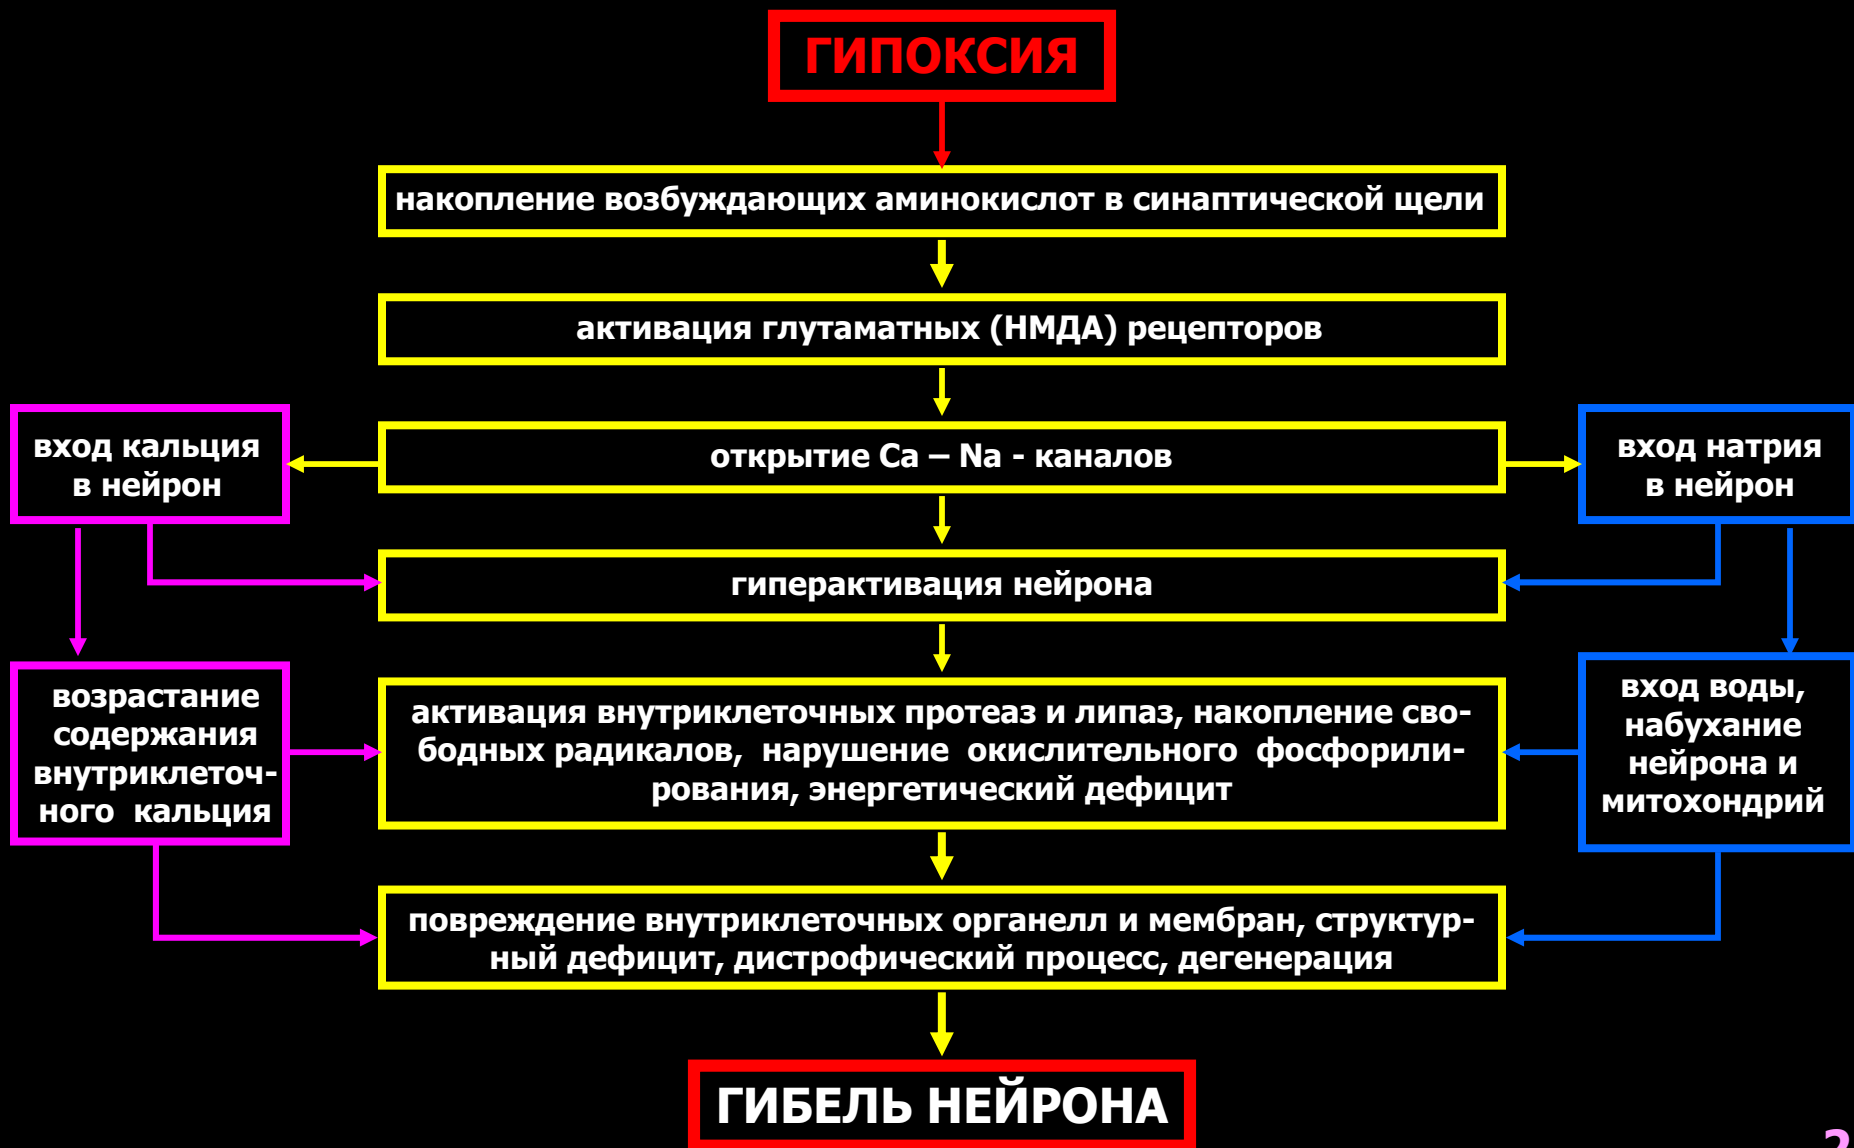 ГИПОКСИЯ
накопление возбуждающих аминокислот в синаптической щели
активация глутаматных (НМДА) рецепторов
вход кальция
в нейрон
открытие Ca – Na - каналов
вход натрия
в нейрон
гиперактивация нейрона
возрастание
содержания
внутриклеточ-
ного кальция
активация внутриклеточных протеаз и липаз, накопление сво-
бодных радикалов, нарушение окислительного фосфорили-
рования, энергетический дефицит
вход воды,
набухание
нейрона и
митохондрий
повреждение внутриклеточных органелл и мембран, структур-
ный дефицит, дистрофический процесс, дегенерация
ГИБЕЛЬ НЕЙРОНА